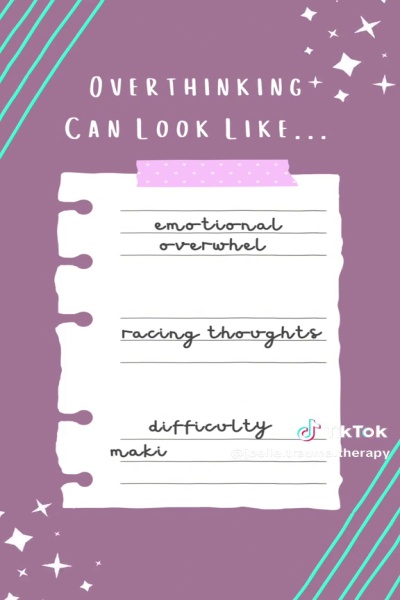 OVERTHINKING
CAN LOOK LIKE...
emotional
overwhel
racing thoughts
difficulty
maki
TikTok